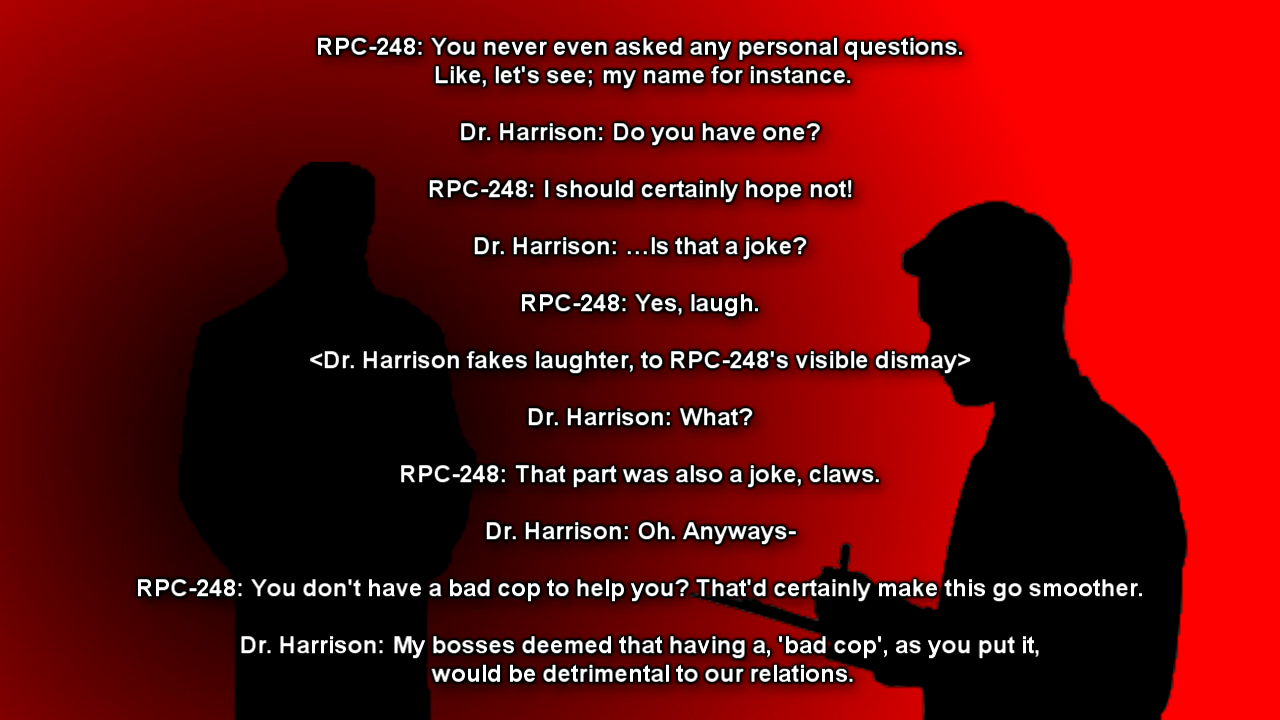 RPC-248: You never even asked any personal questions.
Like, let's see; my name for instance.
Dr. Harrison: Do you have one?
RPC-248: I should certainly hope not!
Dr. Harrison: …Is that a joke?
RPC-248: Yes, laugh.
<Dr. Harrison fakes laughter, to RPC-248's visible dismay>
Dr. Harrison: What?
RPC-248: That part was also a joke, claws.
Dr. Harrison: Oh. Anyways-
RPC-248: You don't have a bad cop to help you? That'd certainly make this go smoother.
Dr. Harrison: My bosses deemed that having a, 'bad cop', as you put it,
would be detrimental to our relations.